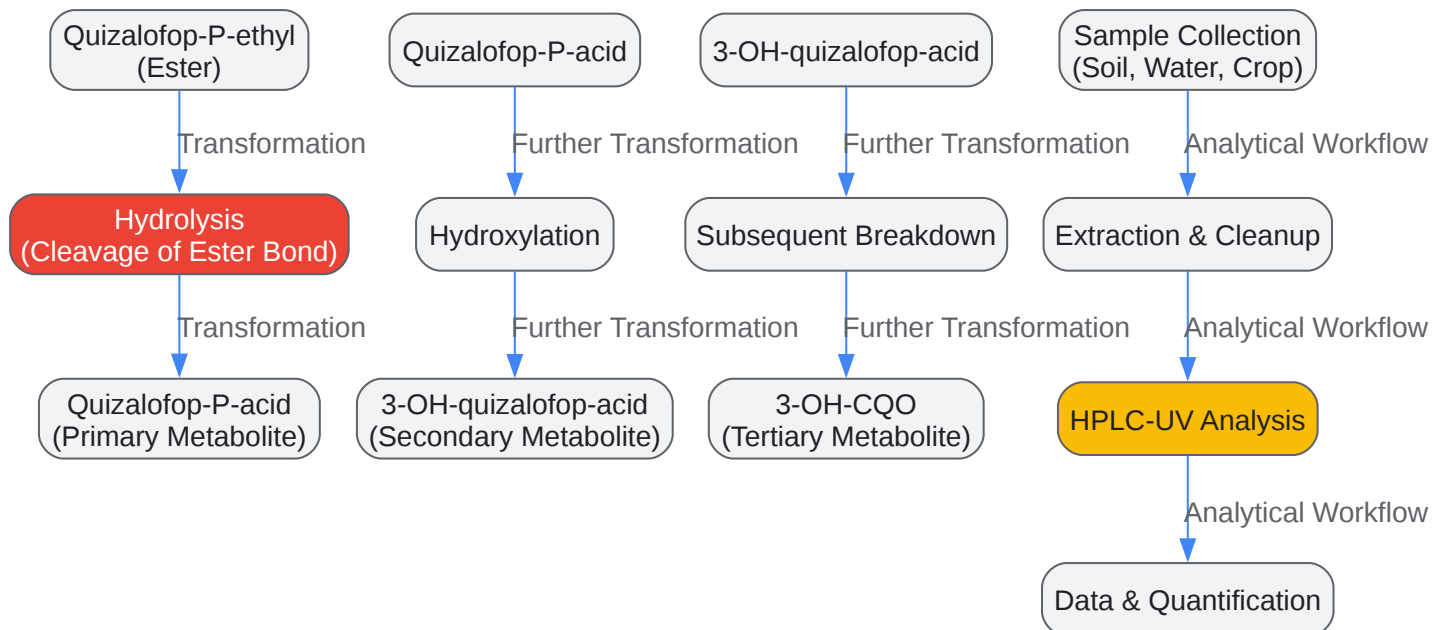 Quizalofop-P-ethyl
(Ester)
Transformation
Hydrolysis
(Cleavage of Ester Bond)
Transformation
Quizalofop-P-acid
(Primary Metabolite)
Quizalofop-P-acid
Further Transformation
Hydroxylation
Further Transformation
3-OH-quizalofop-acid
(Secondary Metabolite)
3-OH-quizalofop-acid
Further Transformation
Subsequent Breakdown
Further Transformation
3-OH-CQO
(Tertiary Metabolite)
Sample Collection
(Soil, Water, Crop)
Analytical Workflow
Extraction & Cleanup
Analytical Workflow
HPLC-UV Analysis
Analytical Workflow
Data & Quantification